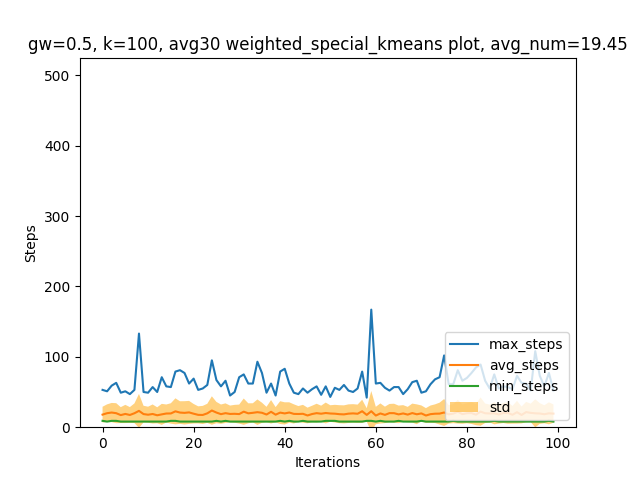 gw=0.5, k=100, avg30 weighted_special_kmeans plot, avg_num=19.45
500
400
300
200
100
0
Steps
max_steps
avg_steps
min_steps
std
0 20 40 60 80 100
Iterations